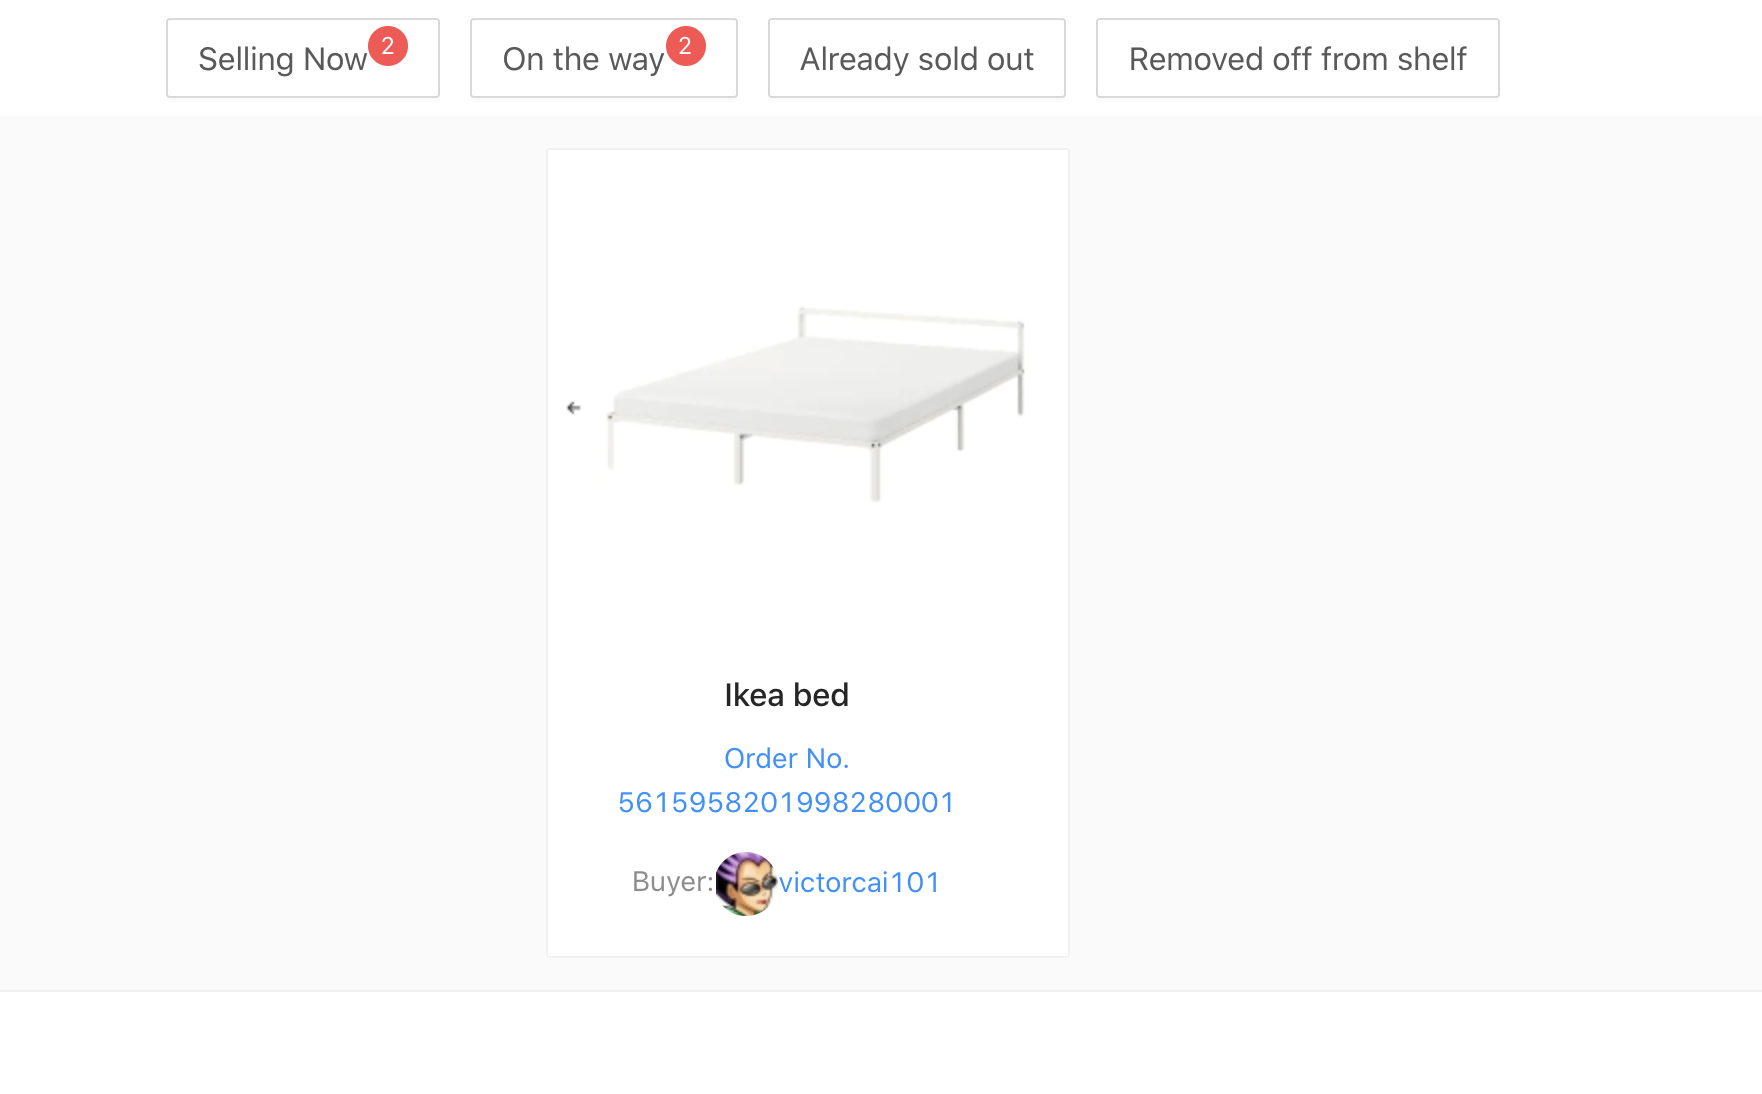 Selling Now 2
On the way 2
Already sold out
Removed off from shelf
Ikea bed
Order No.
5615958201998280001
Buyer: victorcai101